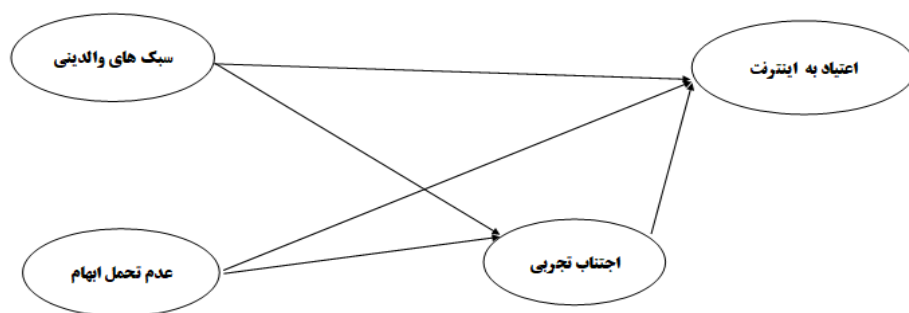 سبک های والدینی
اعتیاد به اینترنت
عدم تحمل ابهام
اجتناب تجربی